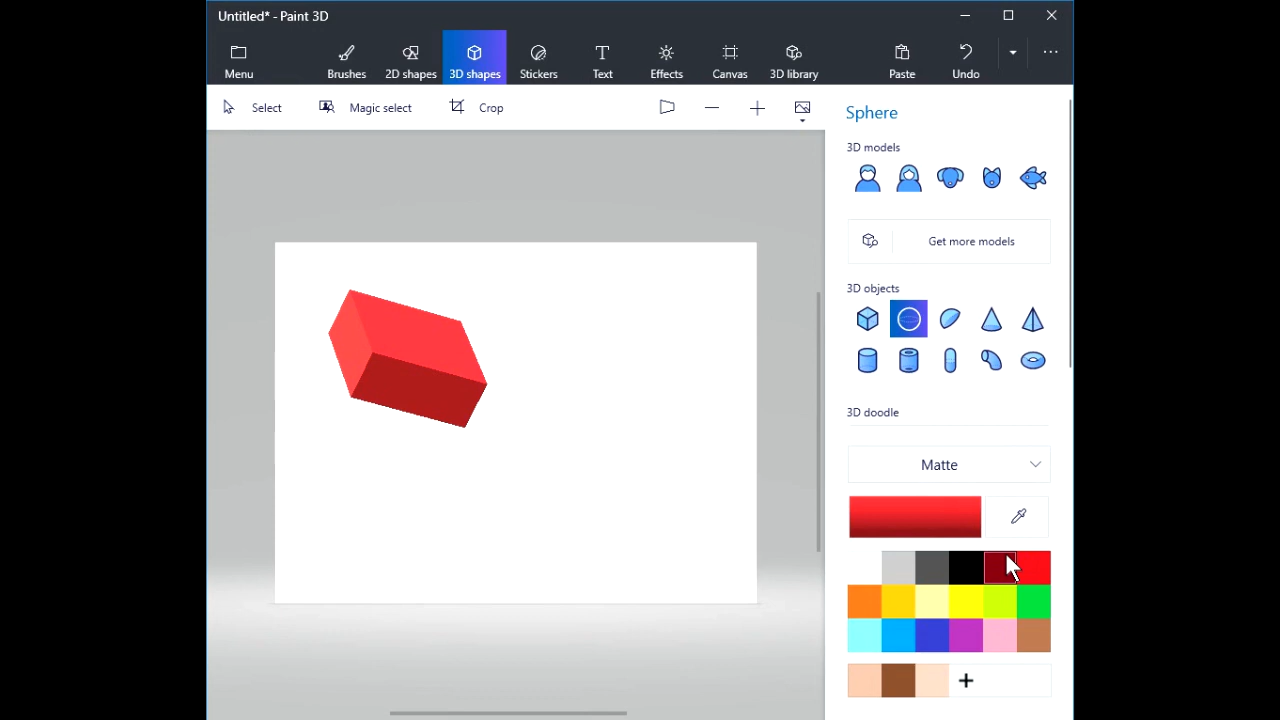 Untitled* - Paint 3D
Menu
Brushes
2D shapes
3D shapes
Stickers
Text
Effects
Canvas
3D library
Paste
Undo
Select
Magic select
Crop
Sphere
3D models
Get more models
3D objects
3D doodle
Matte